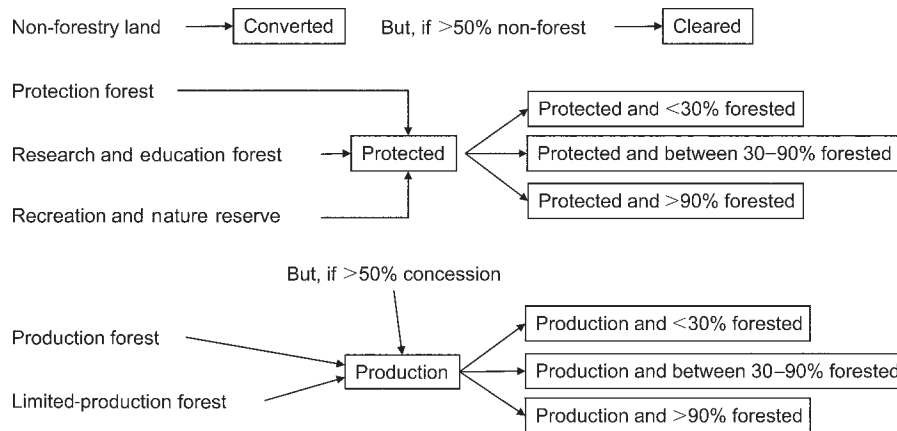 Non-forestry land
Converted
But, if >50% non-forest
Cleared
Protection forest
Research and education forest
Recreation and nature reserve
Protected
Protected and <30% forested
Protected and between 30–90% forested
Protected and >90% forested
But, if >50% concession
Production forest
Limited-production forest
Production
Production and <30% forested
Production and between 30–90% forested
Production and >90% forested